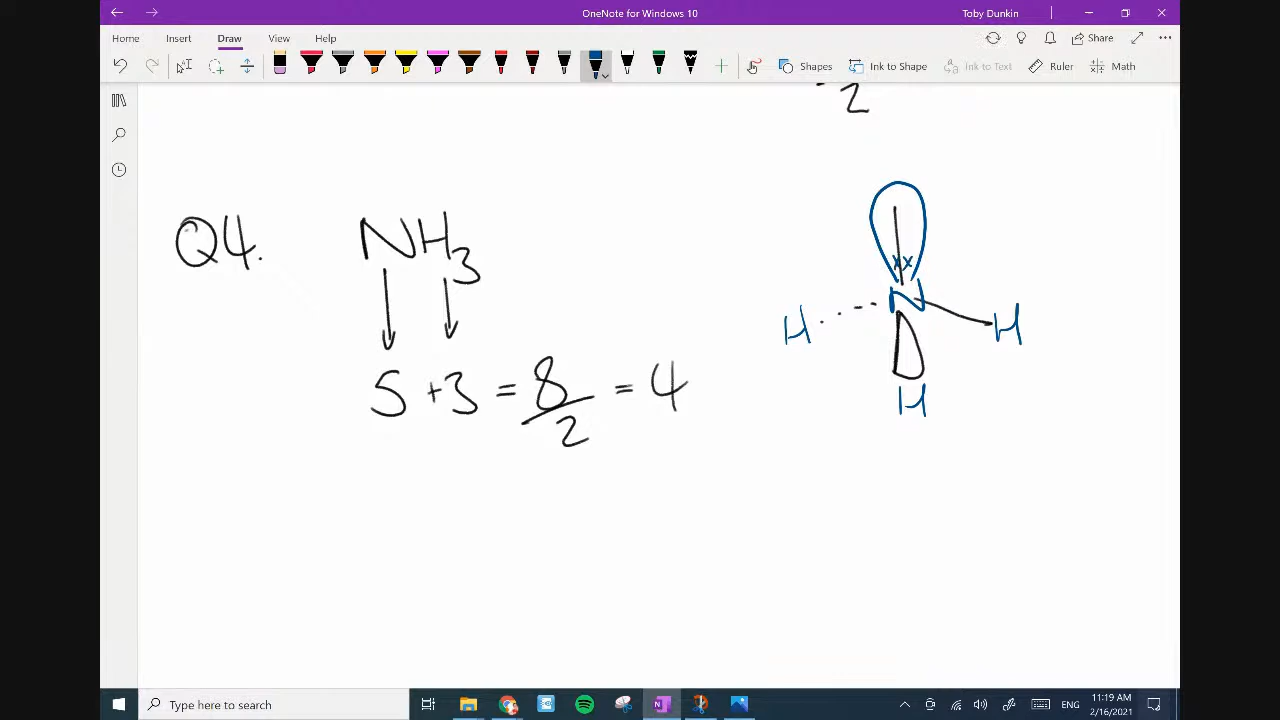 OneNote for Windows 10
Toby Dunkin
Home Insert Draw View Help
Share
Shapes Ink to Shape Ink to Text Ruler Math
2
Q4. NH3
5 + 3 = 8/2 = 4
xx
N
H H
H
Type here to search
11:19 AM
2/16/2021